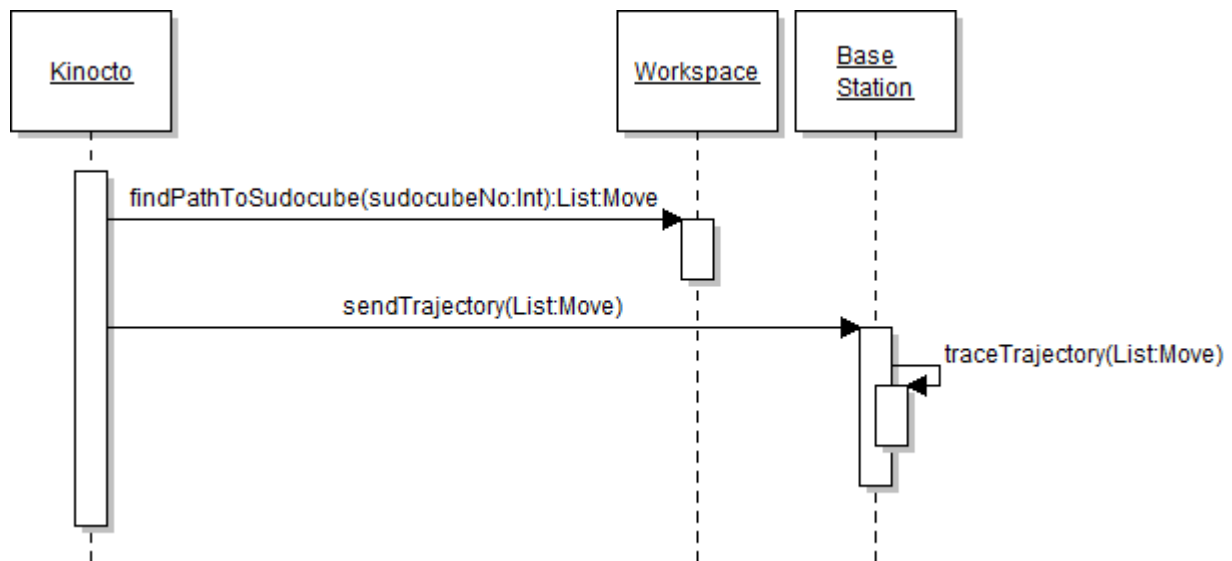 Kinocto
Workspace
Base
Station
findPathToSudocube(sudocubeNo:Int):List:Move
sendTrajectory(List:Move)
traceTrajectory(List:Move)